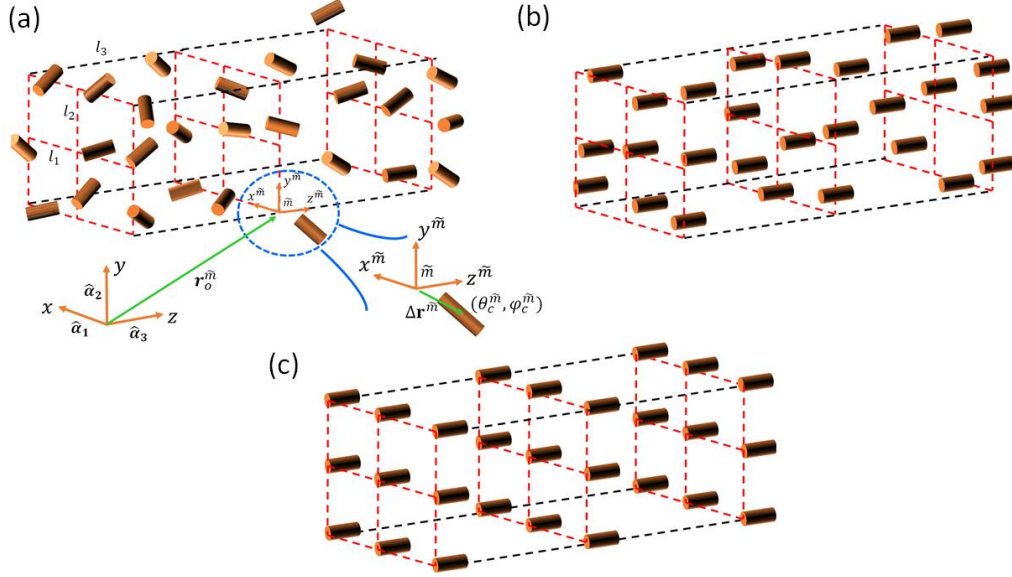 (a)
l₃
l₂
l₁
y^m̃
x^m̃
m̃
z^m̃
r_o^m̃
y
x
z
α̂₂
α̂₁
α̂₃
y^m̃
x^m̃
m̃
z^m̃
Δr^m̃
(θ_c^m̃, φ_c^m̃)
(b)
(c)